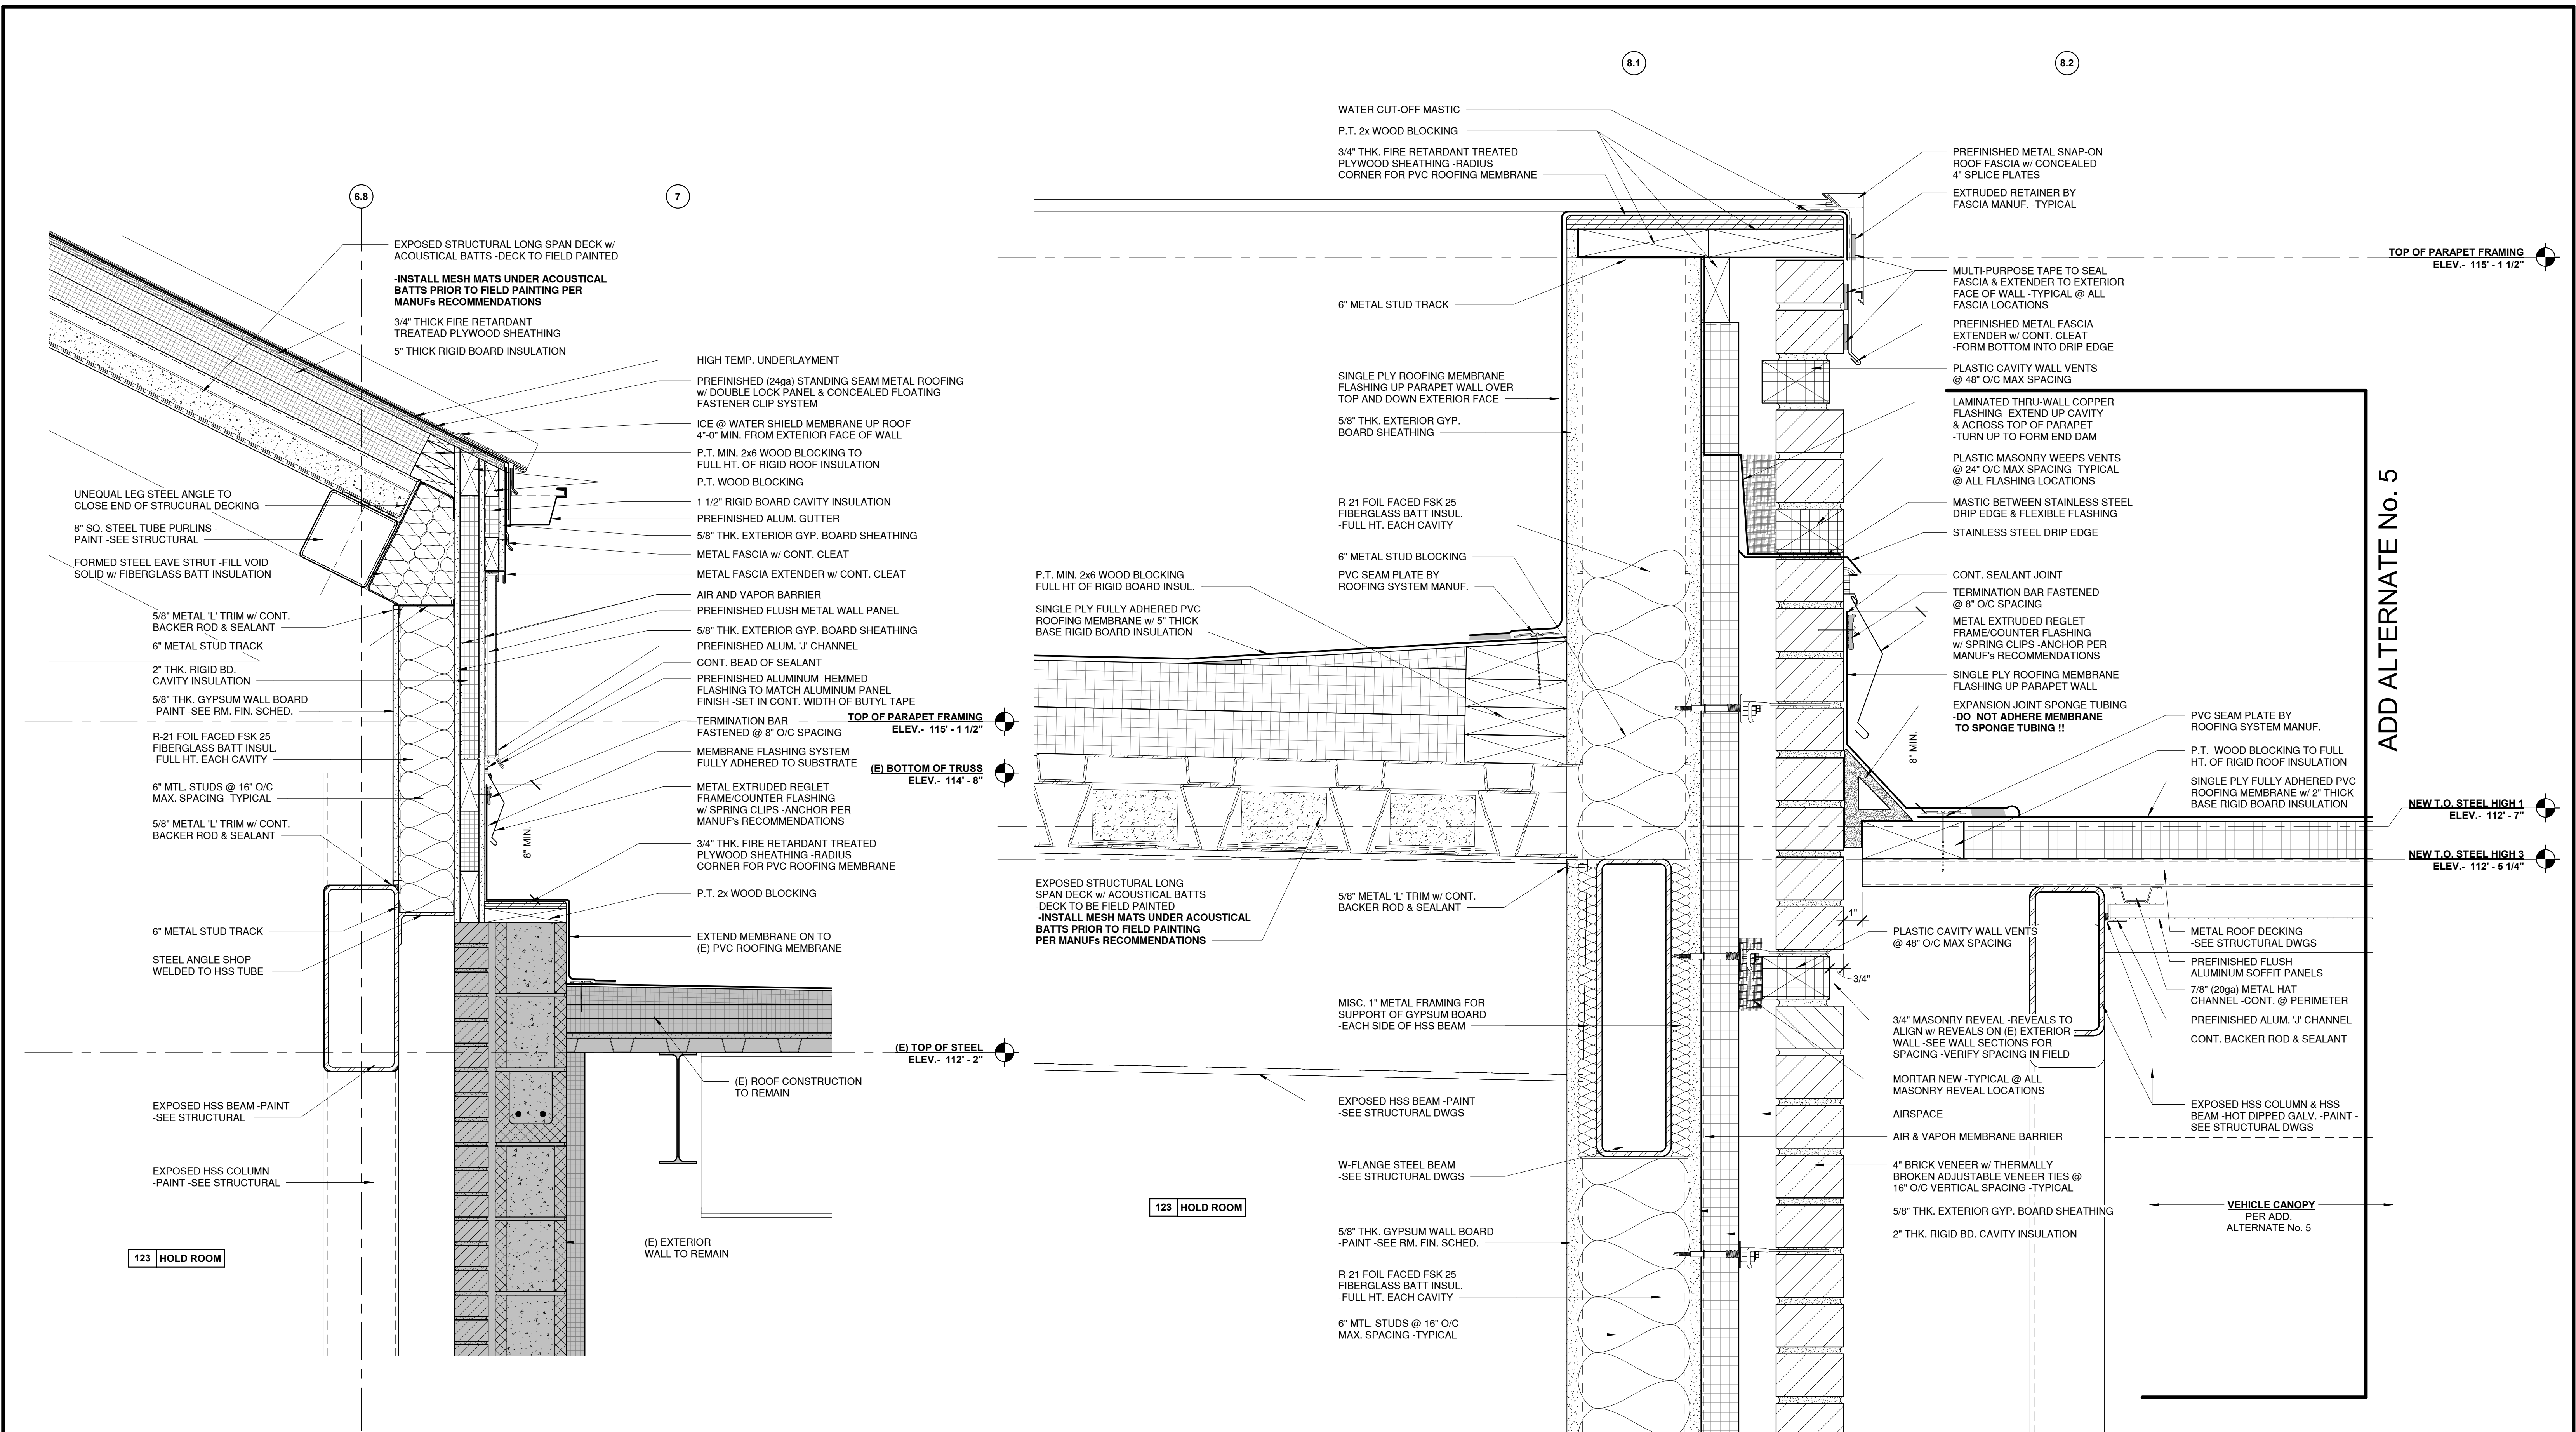 6.8
7
EXPOSED STRUCTURAL LONG SPAN DECK w/
ACOUSTICAL BATTS -DECK TO FIELD PAINTED
-INSTALL MESH MATS UNDER ACOUSTICAL
BATTS PRIOR TO FIELD PAINTING PER
MANUFs RECOMMENDATIONS
3/4" THICK FIRE RETARDANT
TREATEAD PLYWOOD SHEATHING
5" THICK RIGID BOARD INSULATION
HIGH TEMP. UNDERLAYMENT
PREFINISHED (24ga) STANDING SEAM METAL ROOFING
w/ DOUBLE LOCK PANEL & CONCEALED FLOATING
FASTENER CLIP SYSTEM
ICE @ WATER SHIELD MEMBRANE UP ROOF
4"-0" MIN. FROM EXTERIOR FACE OF WALL
P.T. MIN. 2x6 WOOD BLOCKING TO
FULL HT. OF RIGID ROOF INSULATION
P.T. WOOD BLOCKING
1 1/2" RIGID BOARD CAVITY INSULATION
PREFINISHED ALUM. GUTTER
5/8" THK. EXTERIOR GYP. BOARD SHEATHING
METAL FASCIA w/ CONT. CLEAT
METAL FASCIA EXTENDER w/ CONT. CLEAT
AIR AND VAPOR BARRIER
PREFINISHED FLUSH METAL WALL PANEL
5/8" THK. EXTERIOR GYP. BOARD SHEATHING
PREFINISHED ALUM. 'J' CHANNEL
CONT. BEAD OF SEALANT
PREFINISHED ALUMINUM HEMMED
FLASHING TO MATCH ALUMINUM PANEL
FINISH -SET IN CONT. WIDTH OF BUTYL TAPE
TERMINATION BAR
FASTENED @ 8" O/C SPACING
MEMBRANE FLASHING SYSTEM
FULLY ADHERED TO SUBSTRATE
METAL EXTRUDED REGLET
FRAME/COUNTER FLASHING
w/ SPRING CLIPS -ANCHOR PER
MANUF's RECOMMENDATIONS
8" MIN.
3/4" THK. FIRE RETARDANT TREATED
PLYWOOD SHEATHING -RADIUS
CORNER FOR PVC ROOFING MEMBRANE
P.T. 2x WOOD BLOCKING
EXTEND MEMBRANE ON TO
(E) PVC ROOFING MEMBRANE
(E) ROOF CONSTRUCTION
TO REMAIN
(E) EXTERIOR
WALL TO REMAIN
UNEQUAL LEG STEEL ANGLE TO
CLOSE END OF STRUCURAL DECKING
8" SQ. STEEL TUBE PURLINS -
PAINT -SEE STRUCTURAL
FORMED STEEL EAVE STRUT -FILL VOID
SOLID w/ FIBERGLASS BATT INSULATION
5/8" METAL 'L' TRIM w/ CONT.
BACKER ROD & SEALANT
6" METAL STUD TRACK
2" THK. RIGID BD.
CAVITY INSULATION
5/8" THK. GYPSUM WALL BOARD
-PAINT -SEE RM. FIN. SCHED.
R-21 FOIL FACED FSK 25
FIBERGLASS BATT INSUL.
-FULL HT. EACH CAVITY
6" MTL. STUDS @ 16" O/C
MAX. SPACING -TYPICAL
5/8" METAL 'L' TRIM w/ CONT.
BACKER ROD & SEALANT
6" METAL STUD TRACK
STEEL ANGLE SHOP
WELDED TO HSS TUBE
EXPOSED HSS BEAM -PAINT
-SEE STRUCTURAL
EXPOSED HSS COLUMN
-PAINT -SEE STRUCTURAL
123 HOLD ROOM
TOP OF PARAPET FRAMING
ELEV.- 115' - 1 1/2"
(E) BOTTOM OF TRUSS
ELEV.- 114' - 8"
(E) TOP OF STEEL
ELEV.- 112' - 2"
8.1
8.2
WATER CUT-OFF MASTIC
P.T. 2x WOOD BLOCKING
3/4" THK. FIRE RETARDANT TREATED
PLYWOOD SHEATHING -RADIUS
CORNER FOR PVC ROOFING MEMBRANE
6" METAL STUD TRACK
SINGLE PLY ROOFING MEMBRANE
FLASHING UP PARAPET WALL OVER
TOP AND DOWN EXTERIOR FACE
5/8" THK. EXTERIOR GYP.
BOARD SHEATHING
R-21 FOIL FACED FSK 25
FIBERGLASS BATT INSUL.
-FULL HT. EACH CAVITY
6" METAL STUD BLOCKING
PVC SEAM PLATE BY
ROOFING SYSTEM MANUF.
P.T. MIN. 2x6 WOOD BLOCKING
FULL HT OF RIGID BOARD INSUL.
SINGLE PLY FULLY ADHERED PVC
ROOFING MEMBRANE w/ 5" THICK
BASE RIGID BOARD INSULATION
EXPOSED STRUCTURAL LONG
SPAN DECK w/ ACOUSTICAL BATTS
-DECK TO BE FIELD PAINTED
-INSTALL MESH MATS UNDER ACOUSTICAL
BATTS PRIOR TO FIELD PAINTING
PER MANUFs RECOMMENDATIONS
5/8" METAL 'L' TRIM w/ CONT.
BACKER ROD & SEALANT
MISC. 1" METAL FRAMING FOR
SUPPORT OF GYPSUM BOARD
-EACH SIDE OF HSS BEAM
EXPOSED HSS BEAM -PAINT
-SEE STRUCTURAL DWGS
W-FLANGE STEEL BEAM
-SEE STRUCTURAL DWGS
123 HOLD ROOM
5/8" THK. GYPSUM WALL BOARD
-PAINT -SEE RM. FIN. SCHED.
R-21 FOIL FACED FSK 25
FIBERGLASS BATT INSUL.
-FULL HT. EACH CAVITY
6" MTL. STUDS @ 16" O/C
MAX. SPACING -TYPICAL
PREFINISHED METAL SNAP-ON
ROOF FASCIA w/ CONCEALED
4" SPLICE PLATES
EXTRUDED RETAINER BY
FASCIA MANUF. -TYPICAL
MULTI-PURPOSE TAPE TO SEAL
FASCIA & EXTENDER TO EXTERIOR
FACE OF WALL -TYPICAL @ ALL
FASCIA LOCATIONS
PREFINISHED METAL FASCIA
EXTENDER w/ CONT. CLEAT
-FORM BOTTOM INTO DRIP EDGE
PLASTIC CAVITY WALL VENTS
@ 48" O/C MAX SPACING
LAMINATED THRU-WALL COPPER
FLASHING -EXTEND UP CAVITY
& ACROSS TOP OF PARAPET
-TURN UP TO FORM END DAM
PLASTIC MASONRY WEEPS VENTS
@ 24" O/C MAX SPACING -TYPICAL
@ ALL FLASHING LOCATIONS
MASTIC BETWEEN STAINLESS STEEL
DRIP EDGE & FLEXIBLE FLASHING
STAINLESS STEEL DRIP EDGE
CONT. SEALANT JOINT
TERMINATION BAR FASTENED
@ 8" O/C SPACING
METAL EXTRUDED REGLET
FRAME/COUNTER FLASHING
w/ SPRING CLIPS -ANCHOR PER
MANUF's RECOMMENDATIONS
SINGLE PLY ROOFING MEMBRANE
FLASHING UP PARAPET WALL
EXPANSION JOINT SPONGE TUBING
-DO NOT ADHERE MEMBRANE
TO SPONGE TUBING !!
8" MIN.
PVC SEAM PLATE BY
ROOFING SYSTEM MANUF.
P.T. WOOD BLOCKING TO FULL
HT. OF RIGID ROOF INSULATION
SINGLE PLY FULLY ADHERED PVC
ROOFING MEMBRANE w/ 2" THICK
BASE RIGID BOARD INSULATION
1"
3/4"
PLASTIC CAVITY WALL VENTS
@ 48" O/C MAX SPACING
3/4" MASONRY REVEAL -REVEALS TO
ALIGN w/ REVEALS ON (E) EXTERIOR
WALL -SEE WALL SECTIONS FOR
SPACING -VERIFY SPACING IN FIELD
MORTAR NEW -TYPICAL @ ALL
MASONRY REVEAL LOCATIONS
AIRSPACE
AIR & VAPOR MEMBRANE BARRIER
4" BRICK VENEER w/ THERMALLY
BROKEN ADJUSTABLE VENEER TIES @
16" O/C VERTICAL SPACING -TYPICAL
5/8" THK. EXTERIOR GYP. BOARD SHEATHING
2" THK. RIGID BD. CAVITY INSULATION
METAL ROOF DECKING
-SEE STRUCTURAL DWGS
PREFINISHED FLUSH
ALUMINUM SOFFIT PANELS
7/8" (20ga) METAL HAT
CHANNEL -CONT. @ PERIMETER
PREFINISHED ALUM. 'J' CHANNEL
CONT. BACKER ROD & SEALANT
EXPOSED HSS COLUMN & HSS
BEAM -HOT DIPPED GALV. -PAINT -
SEE STRUCTURAL DWGS
VEHICLE CANOPY
PER ADD.
ALTERNATE No. 5
ADD ALTERNATE No. 5
TOP OF PARAPET FRAMING
ELEV.- 115' - 1 1/2"
NEW T.O. STEEL HIGH 1
ELEV.- 112' - 7"
NEW T.O. STEEL HIGH 3
ELEV.- 112' - 5 1/4"